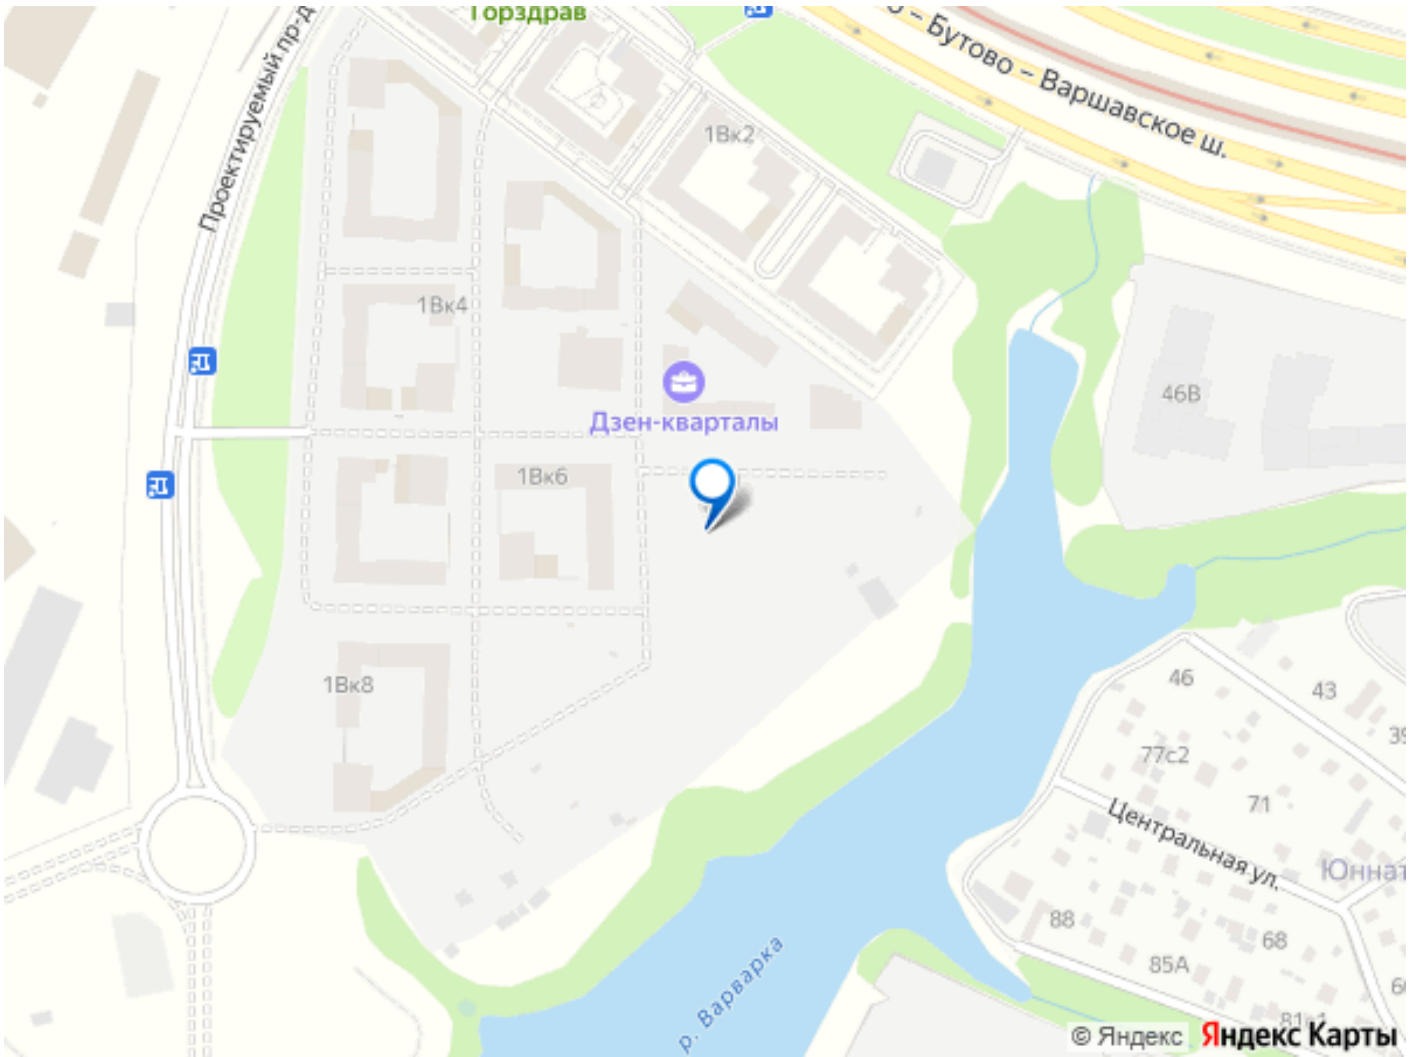 Горздрав
– Бутово – Варшавское ш.
Проектируемый пр-д
1Вк2
1Вк4
46В
Дзен-кварталы
1Вк6
46
43
1Вк8
77с2
71
Центральная ул.
Юннат
88
68
85А
р. Варварка
© Яндекс Яндекс Карты